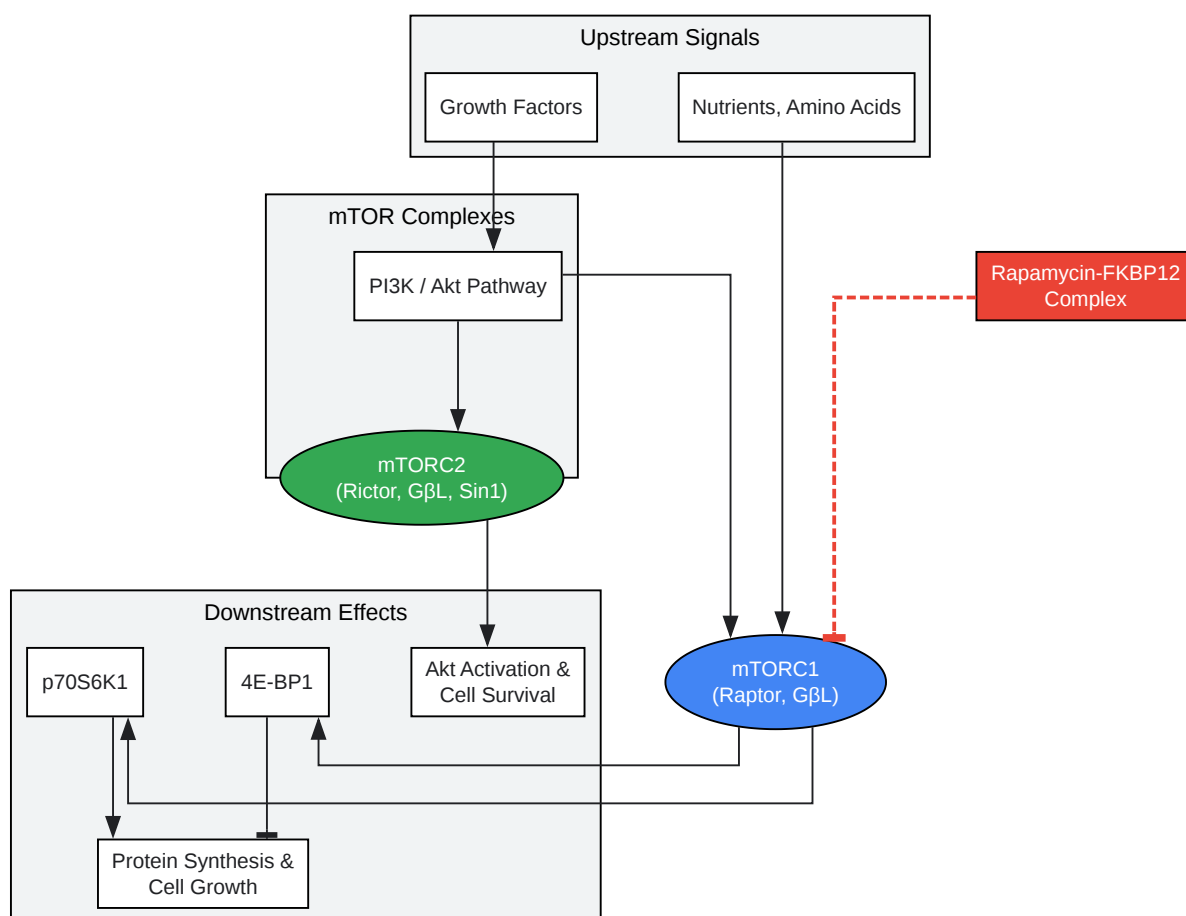 Upstream Signals
Growth Factors
Nutrients, Amino Acids
mTOR Complexes
PI3K / Akt Pathway
Rapamycin-FKBP12
Complex
mTORC2
(Rictor, GβL, Sin1)
Downstream Effects
p70S6K1
4E-BP1
Akt Activation &
Cell Survival
mTORC1
(Raptor, GβL)
Protein Synthesis &
Cell Growth